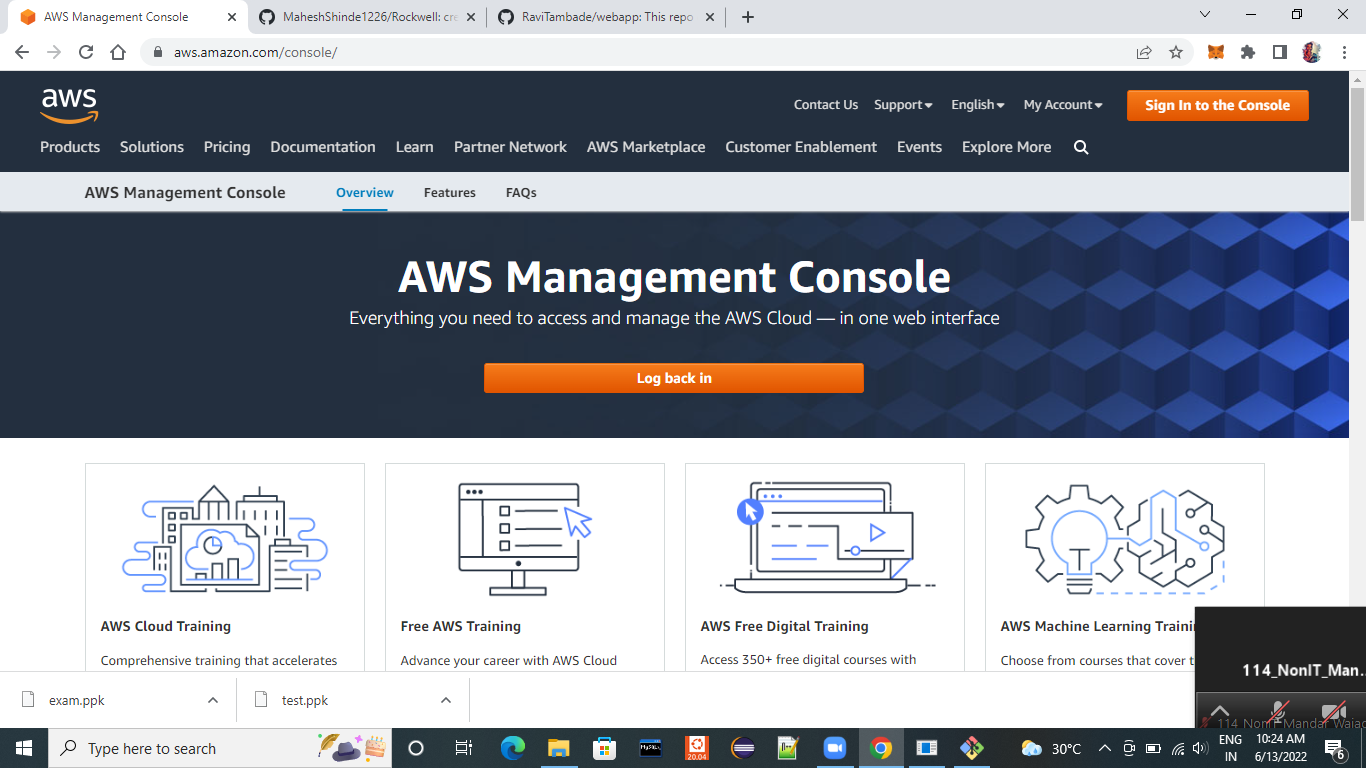 AWS Management Console
MaheshShinde1226/Rockwell: cre
RaviTambade/webapp: This repo
aws.amazon.com/console/
aws
Contact Us Support English My Account Sign In to the Console
Products Solutions Pricing Documentation Learn Partner Network AWS Marketplace Customer Enablement Events Explore More
AWS Management Console Overview Features FAQs
AWS Management Console
Everything you need to access and manage the AWS Cloud — in one web interface
Log back in
AWS Cloud Training
Comprehensive training that accelerates
Free AWS Training
Advance your career with AWS Cloud
AWS Free Digital Training
Access 350+ free digital courses with
AWS Machine Learning Traini
Choose from courses that cover t
114_NonIT_Man...
114_NonIT_Mandar
exam.ppk
test.ppk
Type here to search
MySQL
20.04
30°C
ENG
IN
10:24 AM
6/13/2022
6